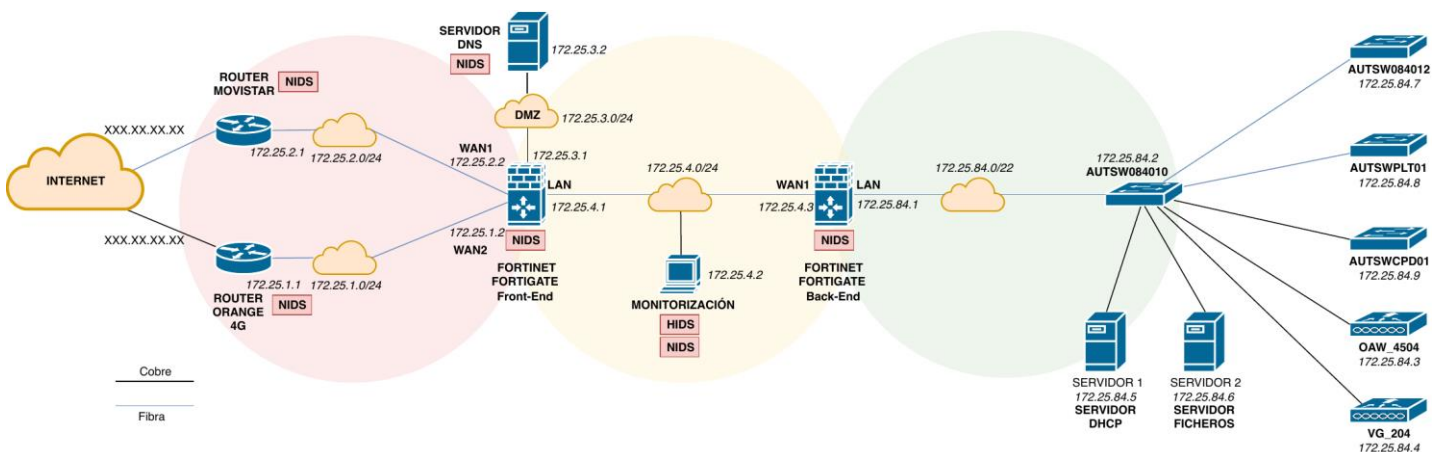 SERVIDOR
DNS
NIDS
172.25.3.2
ROUTER
MOVISTAR
NIDS
XXX.XX.XX.XX
172.25.2.1
172.25.2.0/24
INTERNET
XXX.XX.XX.XX
172.25.1.1
172.25.1.0/24
ROUTER
ORANGE
4G
NIDS
DMZ
172.25.3.0/24
172.25.3.1
WAN1
172.25.2.2
LAN
172.25.4.1
172.25.1.2
WAN2
NIDS
FORTINET
FORTIGATE
Front-End
172.25.4.0/24
172.25.4.2
MONITORIZACIÓN
HIDS
NIDS
WAN1
172.25.4.3
LAN
172.25.84.1
NIDS
FORTINET
FORTIGATE
Back-End
172.25.84.0/22
172.25.84.2
AUTSW084010
AUTSW084012
172.25.84.7
AUTSWPLT01
172.25.84.8
AUTSWCPD01
172.25.84.9
OAW_4504
172.25.84.3
VG_204
172.25.84.4
SERVIDOR 1
172.25.84.5
SERVIDOR
DHCP
SERVIDOR 2
172.25.84.6
SERVIDOR
FICHEROS
Cobre
Fibra